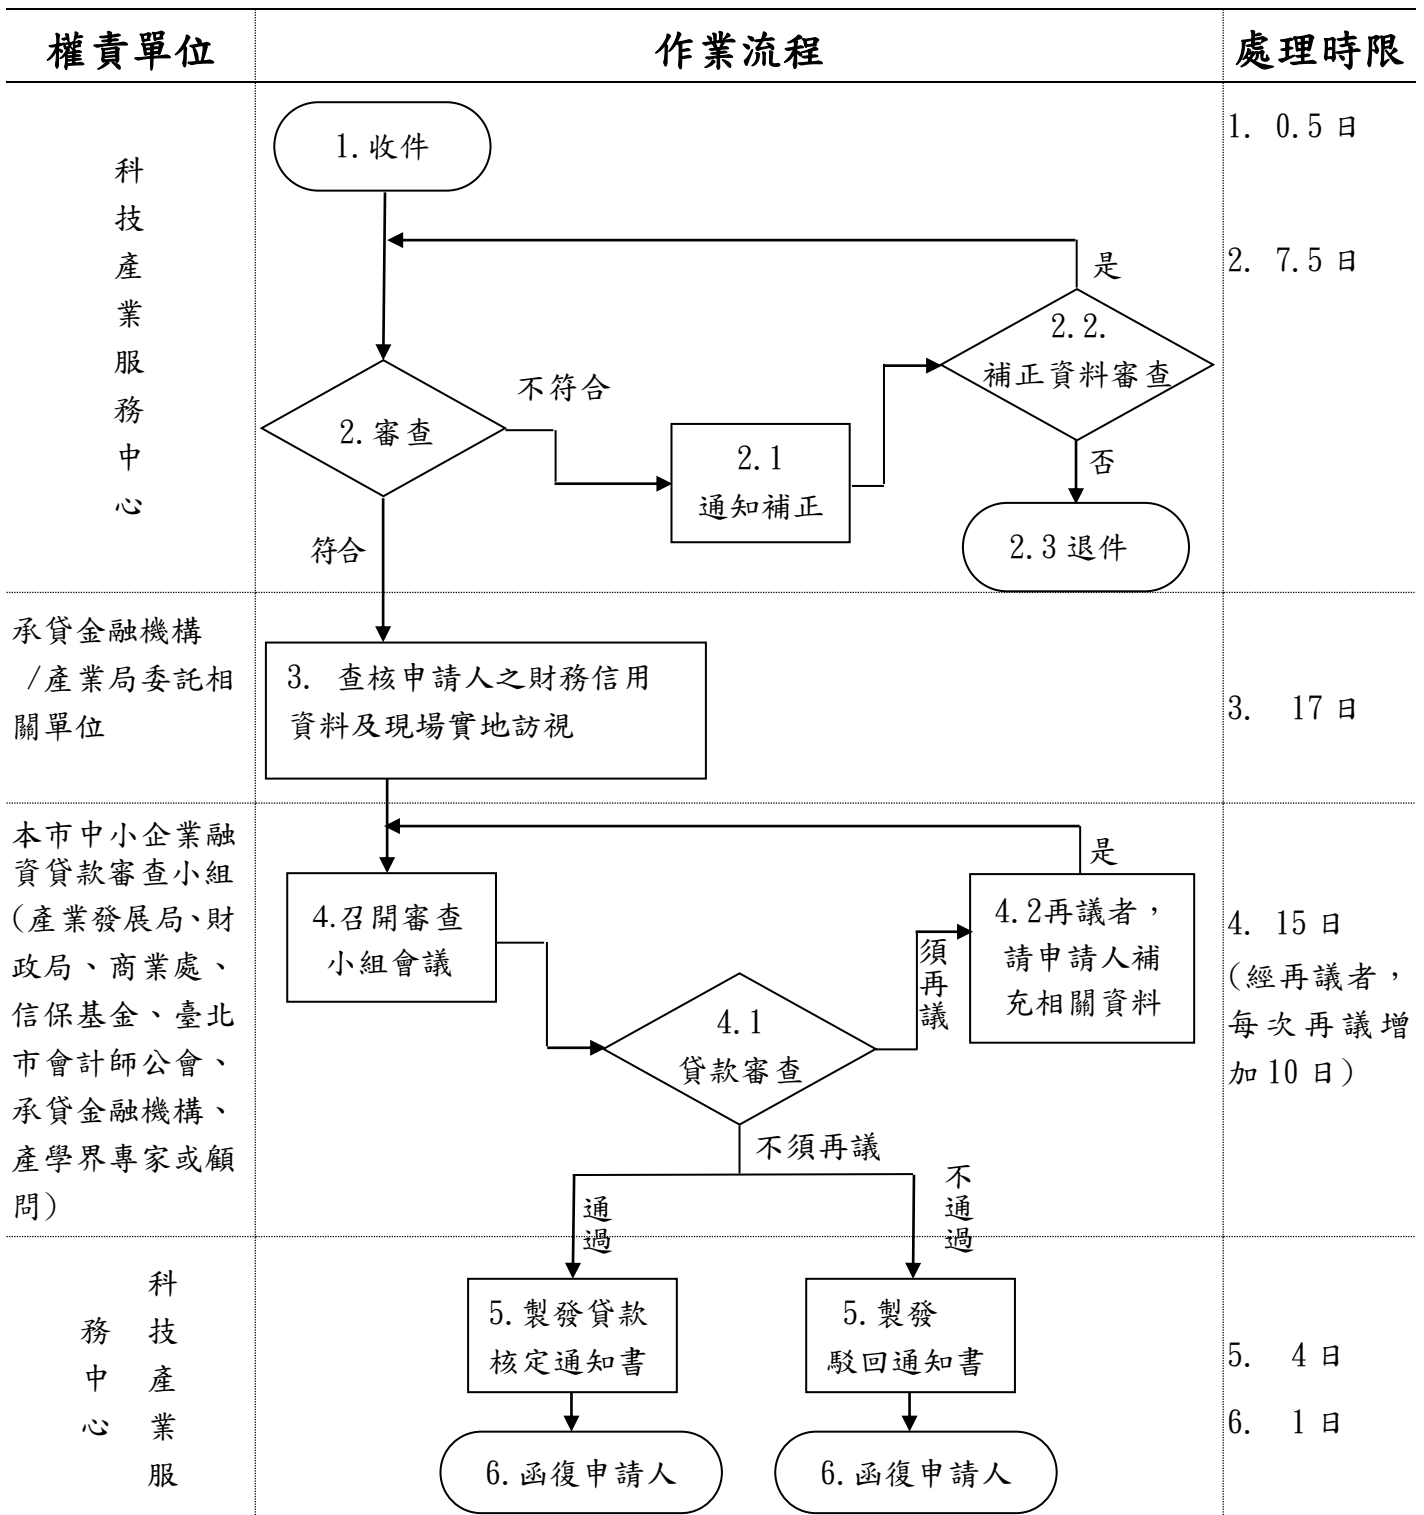 權責單位
作業流程
處理時限
科技產業服務中心
1.收件
1. 0.5 日
是
2. 7.5 日
2.2.
補正資料審查
不符合
2.審查
2.1
通知補正
否
符合
2.3 退件
承貸金融機構
/產業局委託相
關單位
3. 查核申請人之財務信用
資料及現場實地訪視
3. 17 日
本市中小企業融
資貸款審查小組
(產業發展局、財
政局、商業處、
信保基金、臺北
市會計師公會、
承貸金融機構、
產學界專家或顧
問)
是
4.召開審查
小組會議
4.2再議者，
請申請人補
充相關資料
須再議
4.1
貸款審查
4. 15 日
(經再議者，
每次再議增
加 10 日)
不須再議
通過
不通過
科技產業服
務中心
5.製發貸款
核定通知書
5.製發
駁回通知書
5. 4 日
6. 1 日
6.函復申請人
6.函復申請人